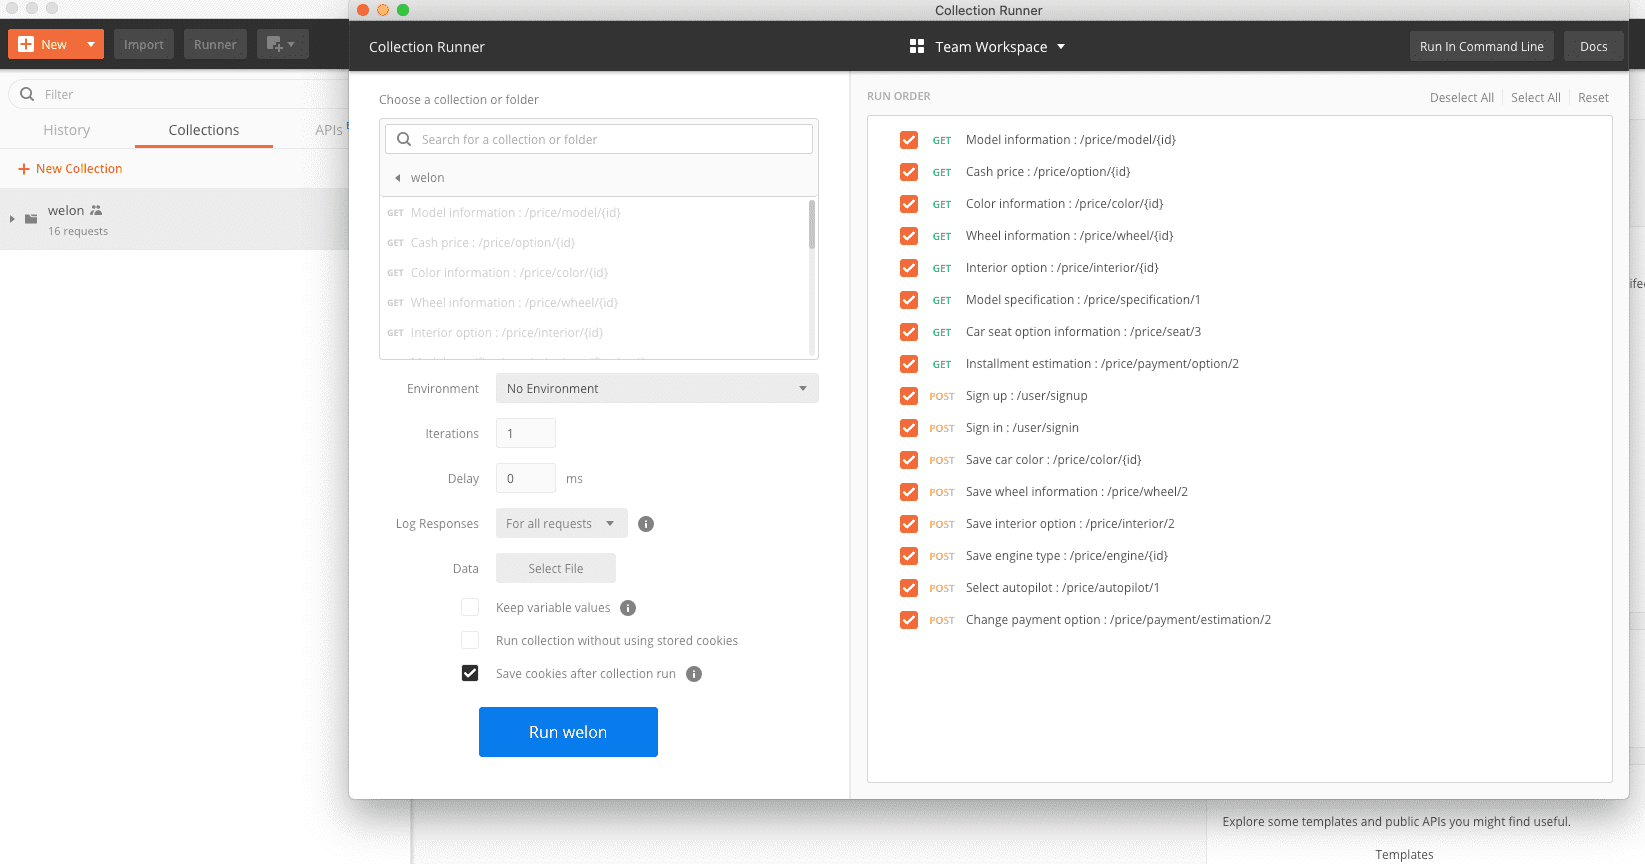 Collection Runner
New
Import
Runner
Collection Runner
Team Workspace
Run In Command Line
Docs
Filter
History
Collections
APIs
New Collection
welon
16 requests
Choose a collection or folder
Search for a collection or folder
welon
GET Model information : /price/model/{id}
GET Cash price : /price/option/{id}
GET Color information : /price/color/{id}
GET Wheel information : /price/wheel/{id}
GET Interior option : /price/interior/{id}
Environment No Environment
Iterations 1
Delay 0 ms
Log Responses For all requests
Data Select File
Keep variable values
Run collection without using stored cookies
Save cookies after collection run
Run welon
RUN ORDER
Deselect All Select All Reset
GET Model information : /price/model/{id}
GET Cash price : /price/option/{id}
GET Color information : /price/color/{id}
GET Wheel information : /price/wheel/{id}
GET Interior option : /price/interior/{id}
GET Model specification : /price/specification/1
GET Car seat option information : /price/seat/3
GET Installment estimation : /price/payment/option/2
POST Sign up : /user/signup
POST Sign in : /user/signin
POST Save car color : /price/color/{id}
POST Save wheel information : /price/wheel/2
POST Save interior option : /price/interior/2
POST Save engine type : /price/engine/{id}
POST Select autopilot : /price/autopilot/1
POST Change payment option : /price/payment/estimation/2
Explore some templates and public APIs you might find useful.
Templates